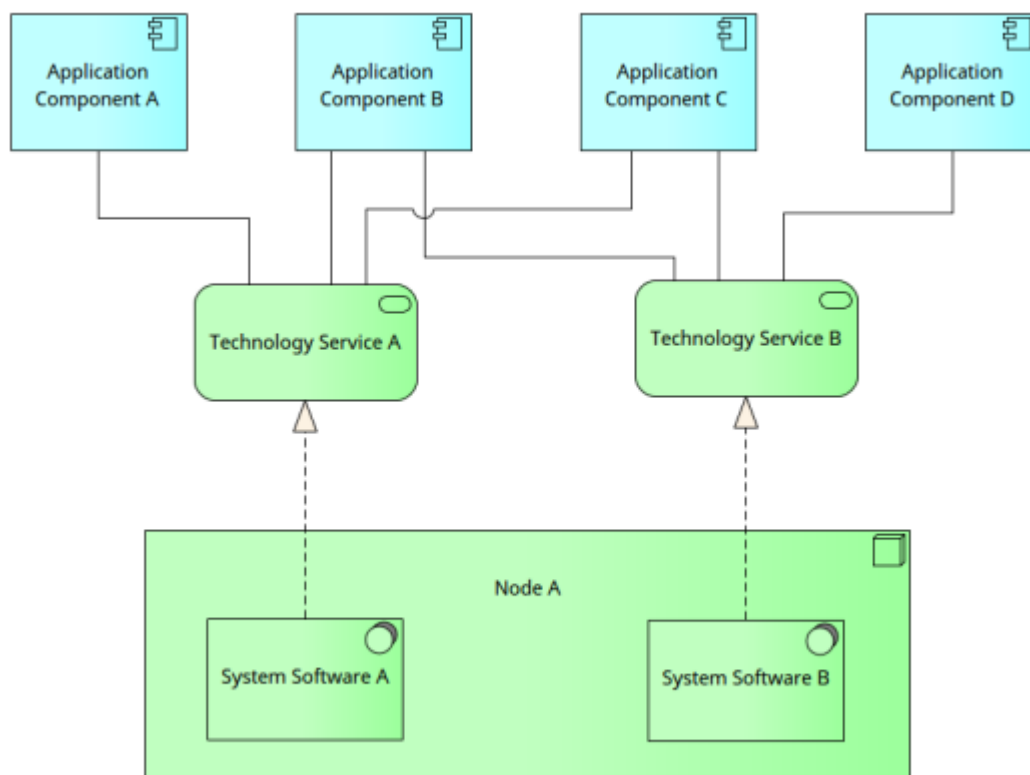 Application
Component A
Application
Component B
Application
Component C
Application
Component D
Technology Service A
Technology Service B
Node A
System Software A
System Software B